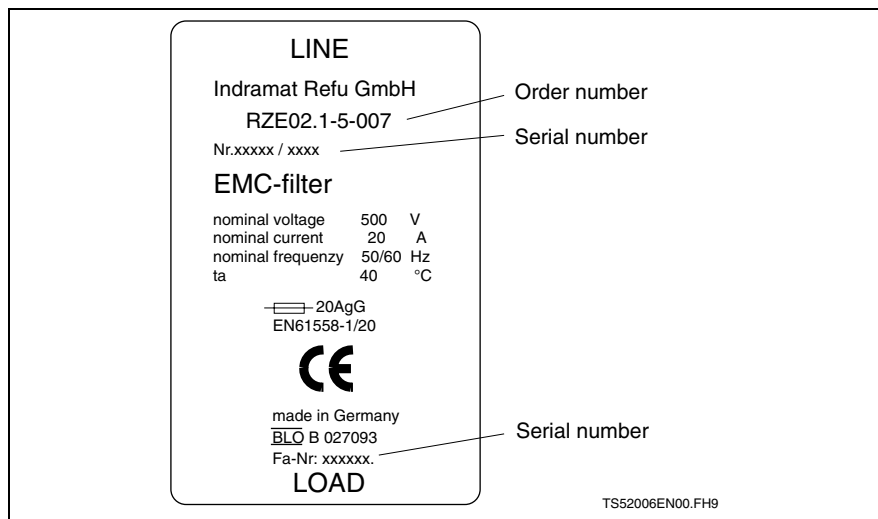 LINE
Indramat Refu GmbH
RZE02.1-5-007
Order number
Nr.xxxxx / xxxx
Serial number
EMC-filter
nominal voltage 500 V
nominal current 20 A
nominal frequenzy 50/60 Hz
ta 40 °C
20AgG
EN61558-1/20
CE
made in Germany
BLO B 027093
Fa-Nr: xxxxxx.
Serial number
LOAD
TS52006EN00.FH9